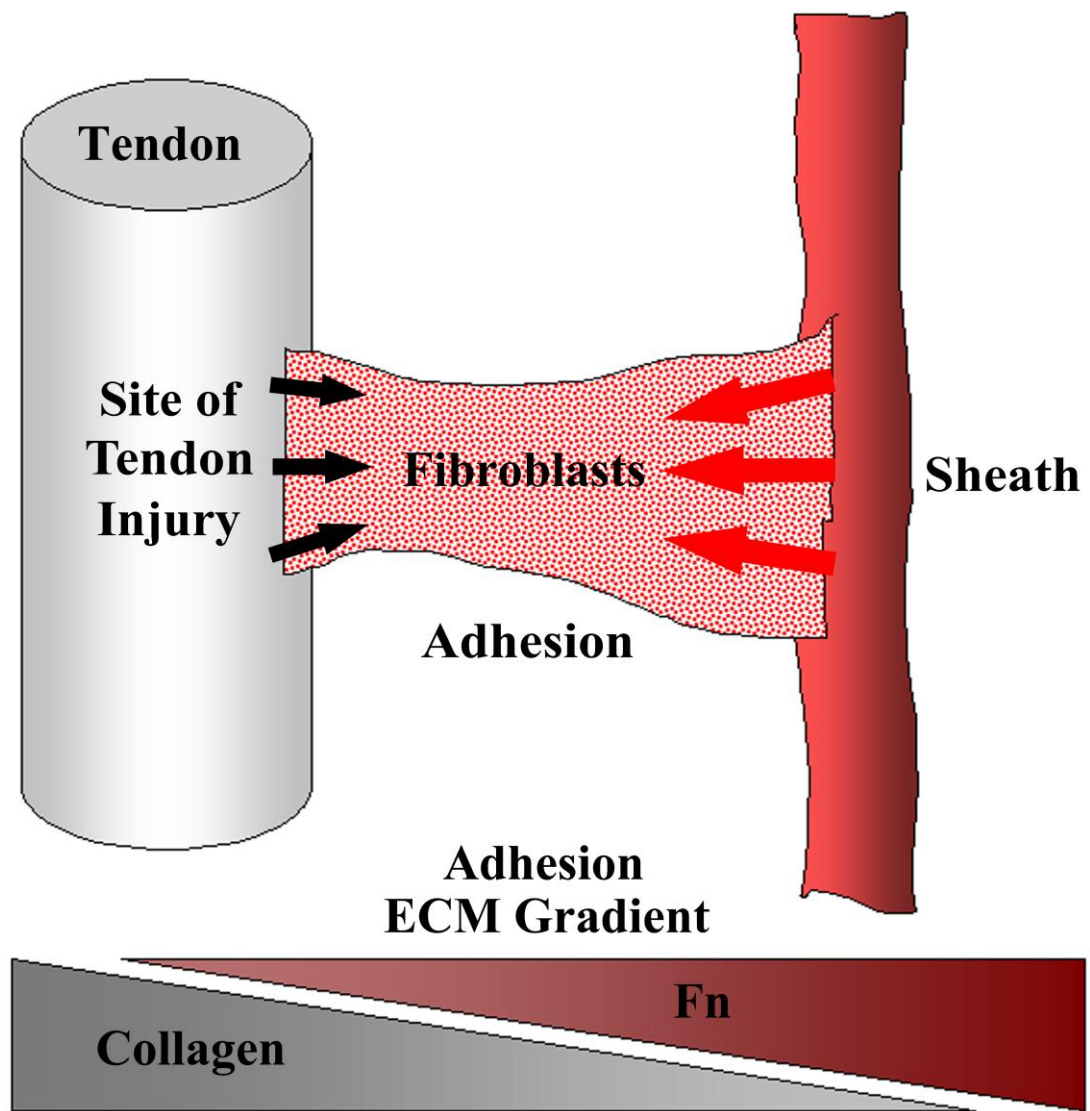 Tendon
Site of
Tendon
Injury
Fibroblasts
Sheath
Adhesion
Adhesion
ECM Gradient
Fn
Collagen